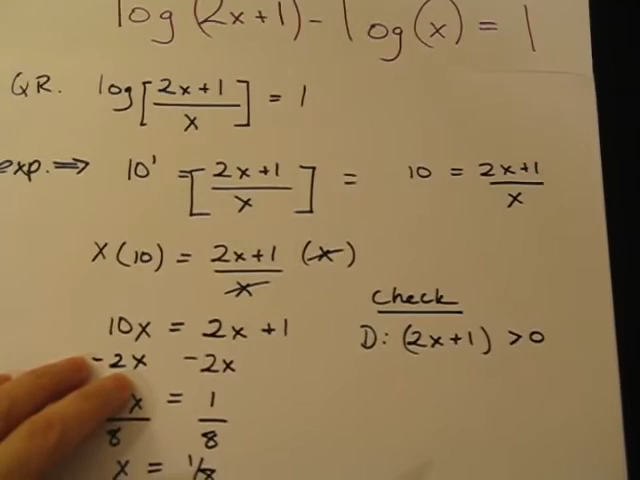 log(2x+1) - log(x) = 1
QR. log[2x+1/x] = 1
exp. ⟹ 10¹ = [2x+1/x] = 10 = 2x+1/x
x(10) = 2x+1/x (x)
10x = 2x +1
-2x -2x
x/8 = 1/8
x = 1/8
Check
D: (2x+1) >0